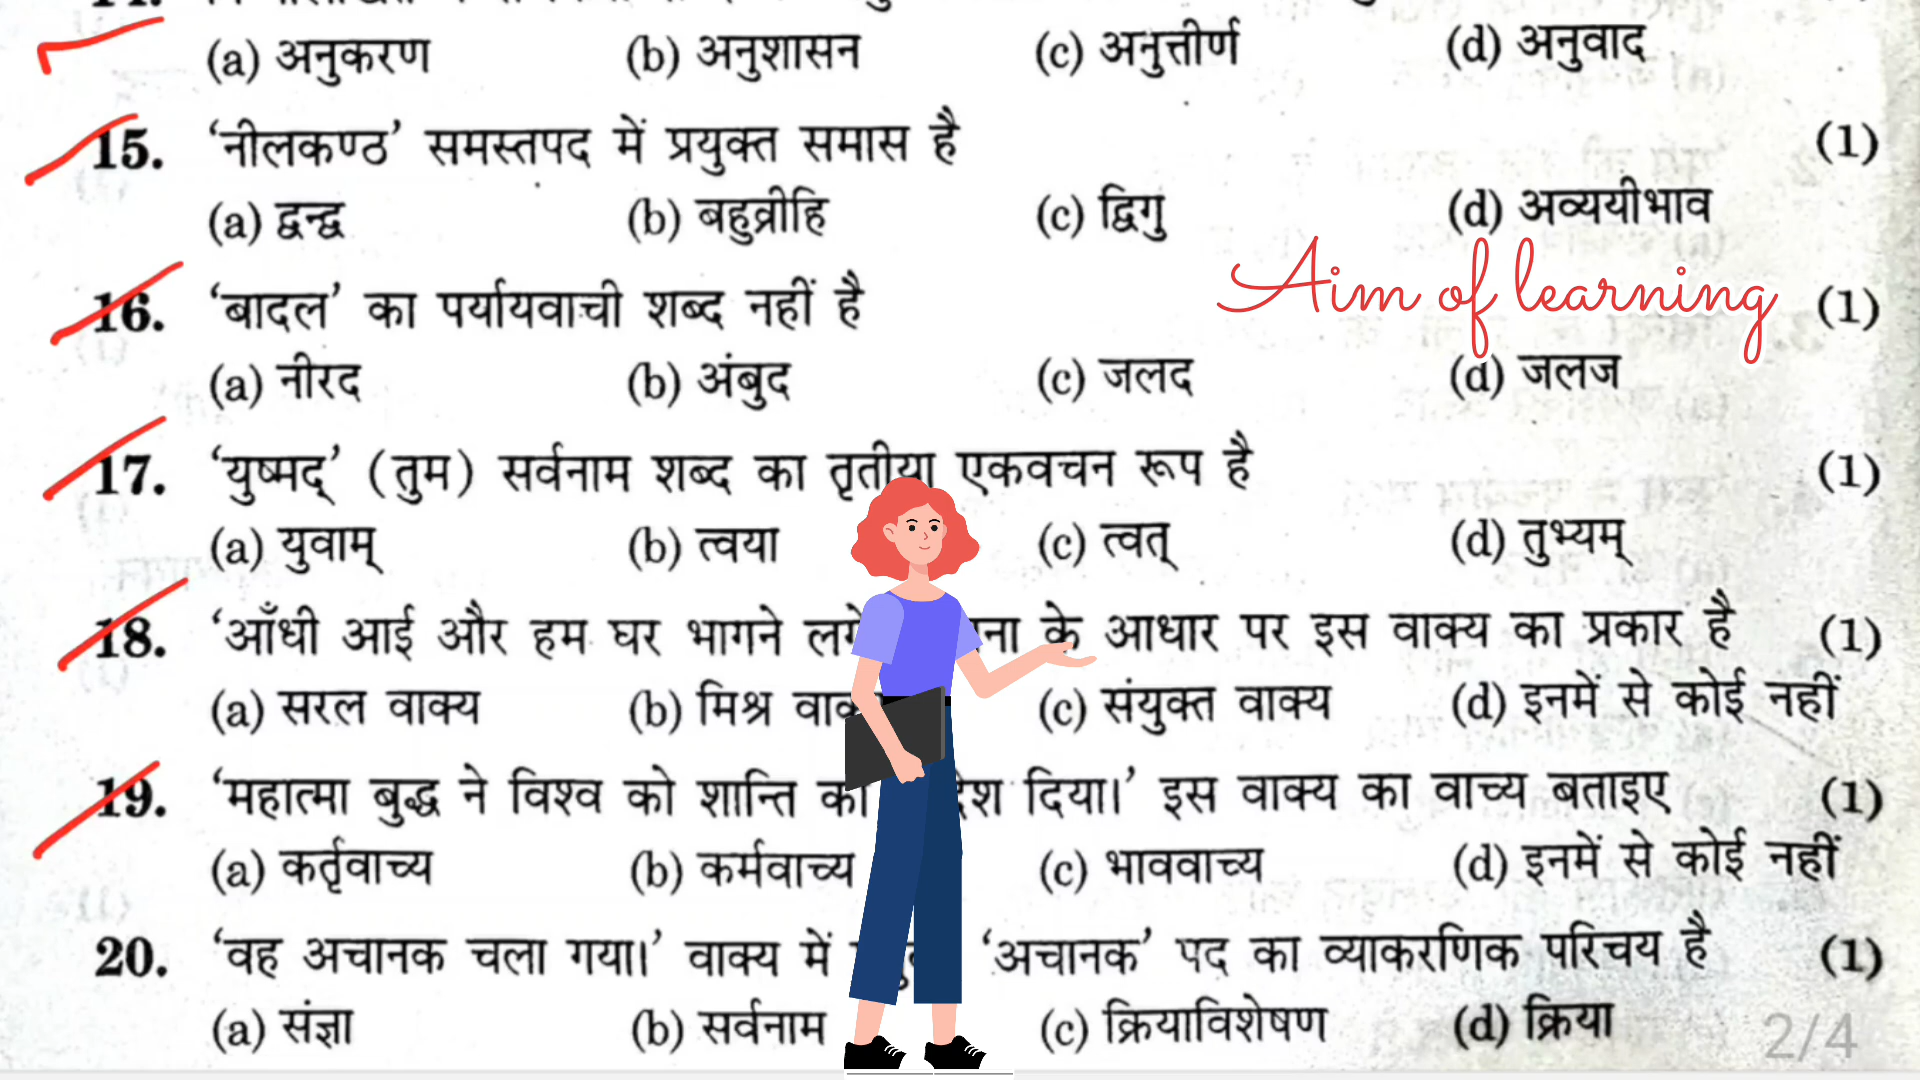 (a) अनुकरण (b) अनुशासन (c) अनुत्तीर्ण (d) अनुवाद
15. ‘नीलकण्ठ’ समस्तपद में प्रयुक्त समास है (1)
(a) द्वन्द्व (b) बहुव्रीहि (c) द्विगु (d) अव्ययीभाव
Aim of learning
16. ‘बादल’ का पर्यायवाची शब्द नहीं है (1)
(a) नीरद (b) अंबुद (c) जलद (d) जलज
17. ‘युष्मद्’ (तुम) सर्वनाम शब्द का तृतीया एकवचन रूप है (1)
(a) युवाम् (b) त्वया (c) त्वत् (d) तुभ्यम्
18. ‘आँधी आई और हम घर भागने के आधार पर इस वाक्य का प्रकार है (1)
(a) सरल वाक्य (b) मिश्र (c) संयुक्त वाक्य (d) इनमें से कोई नहीं
19. ‘महात्मा बुद्ध ने विश्व को शान्ति दिया।’ इस वाक्य का वाच्य बताइए (1)
(a) कर्तृवाच्य (b) कर्मवाच्य (c) भाववाच्य (d) इनमें से कोई नहीं
20. ‘वह अचानक चला गया।’ वाक्य में ‘अचानक’ पद का व्याकरणिक परिचय है (1)
(a) संज्ञा (b) सर्वनाम (c) क्रियाविशेषण (d) क्रिया
2/4